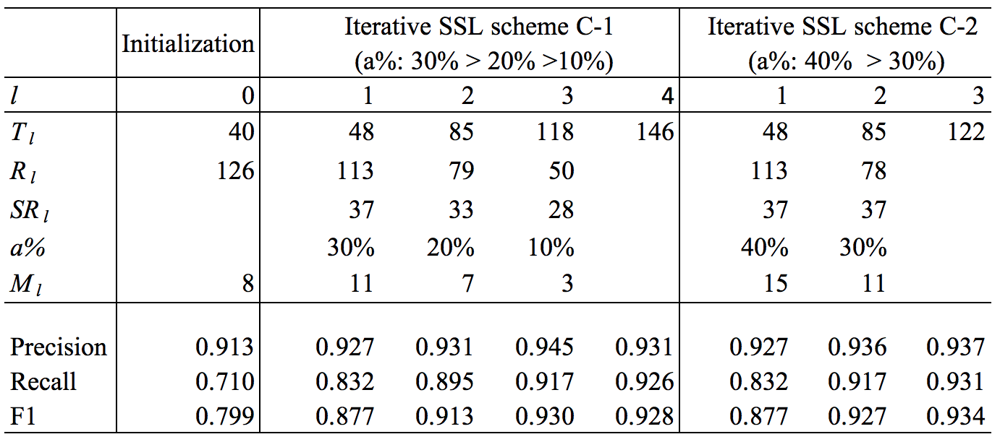 Initialization Iterative SSL scheme C-1 Iterative SSL scheme C-2
(a%: 30% > 20% >10%) (a%: 40% > 30%)
l 0 1 2 3 4 1 2 3
T l 40 48 85 118 146 48 85 122
R l 126 113 79 50 113 78
SR l 37 33 28 37 37
a% 30% 20% 10% 40% 30%
M l 8 11 7 3 15 11
Precision 0.913 0.927 0.931 0.945 0.931 0.927 0.936 0.937
Recall 0.710 0.832 0.895 0.917 0.926 0.832 0.917 0.931
F1 0.799 0.877 0.913 0.930 0.928 0.877 0.927 0.934